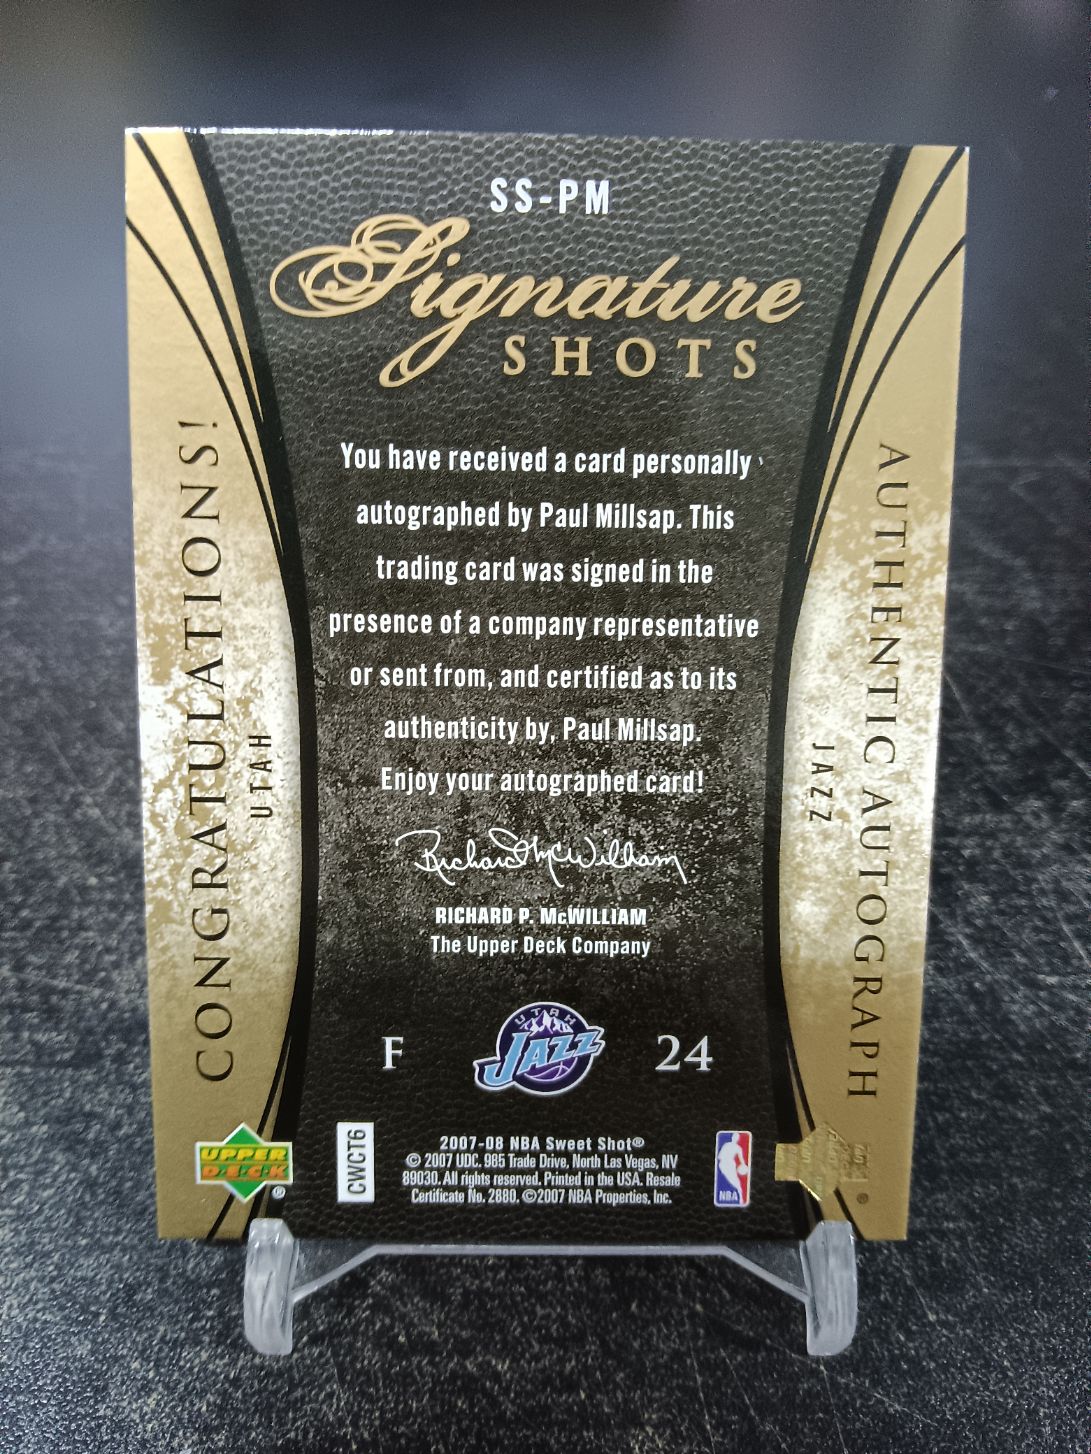 SS-PM
Signature
SHOTS
CONGRATULATIONS!
UTAH
You have received a card personally
autographed by Paul Millsap. This
trading card was signed in the
presence of a company representative
or sent from, and certified as to its
authenticity by, Paul Millsap.
Enjoy your autographed card!
JAZZ
AUTHENTIC AUTOGRAPH
Richard McWilliam
RICHARD P. McWILLIAM
The Upper Deck Company
F
UTAH
JAZZ
24
UPPER
DECK
®
CWCT6
2007-08 NBA Sweet Shot®
© 2007 UDC. 985 Trade Drive, North Las Vegas, NV
89030. All rights reserved. Printed in the USA. Resale
Certificate No. 2880. ©2007 NBA Properties, Inc.
NBA
®